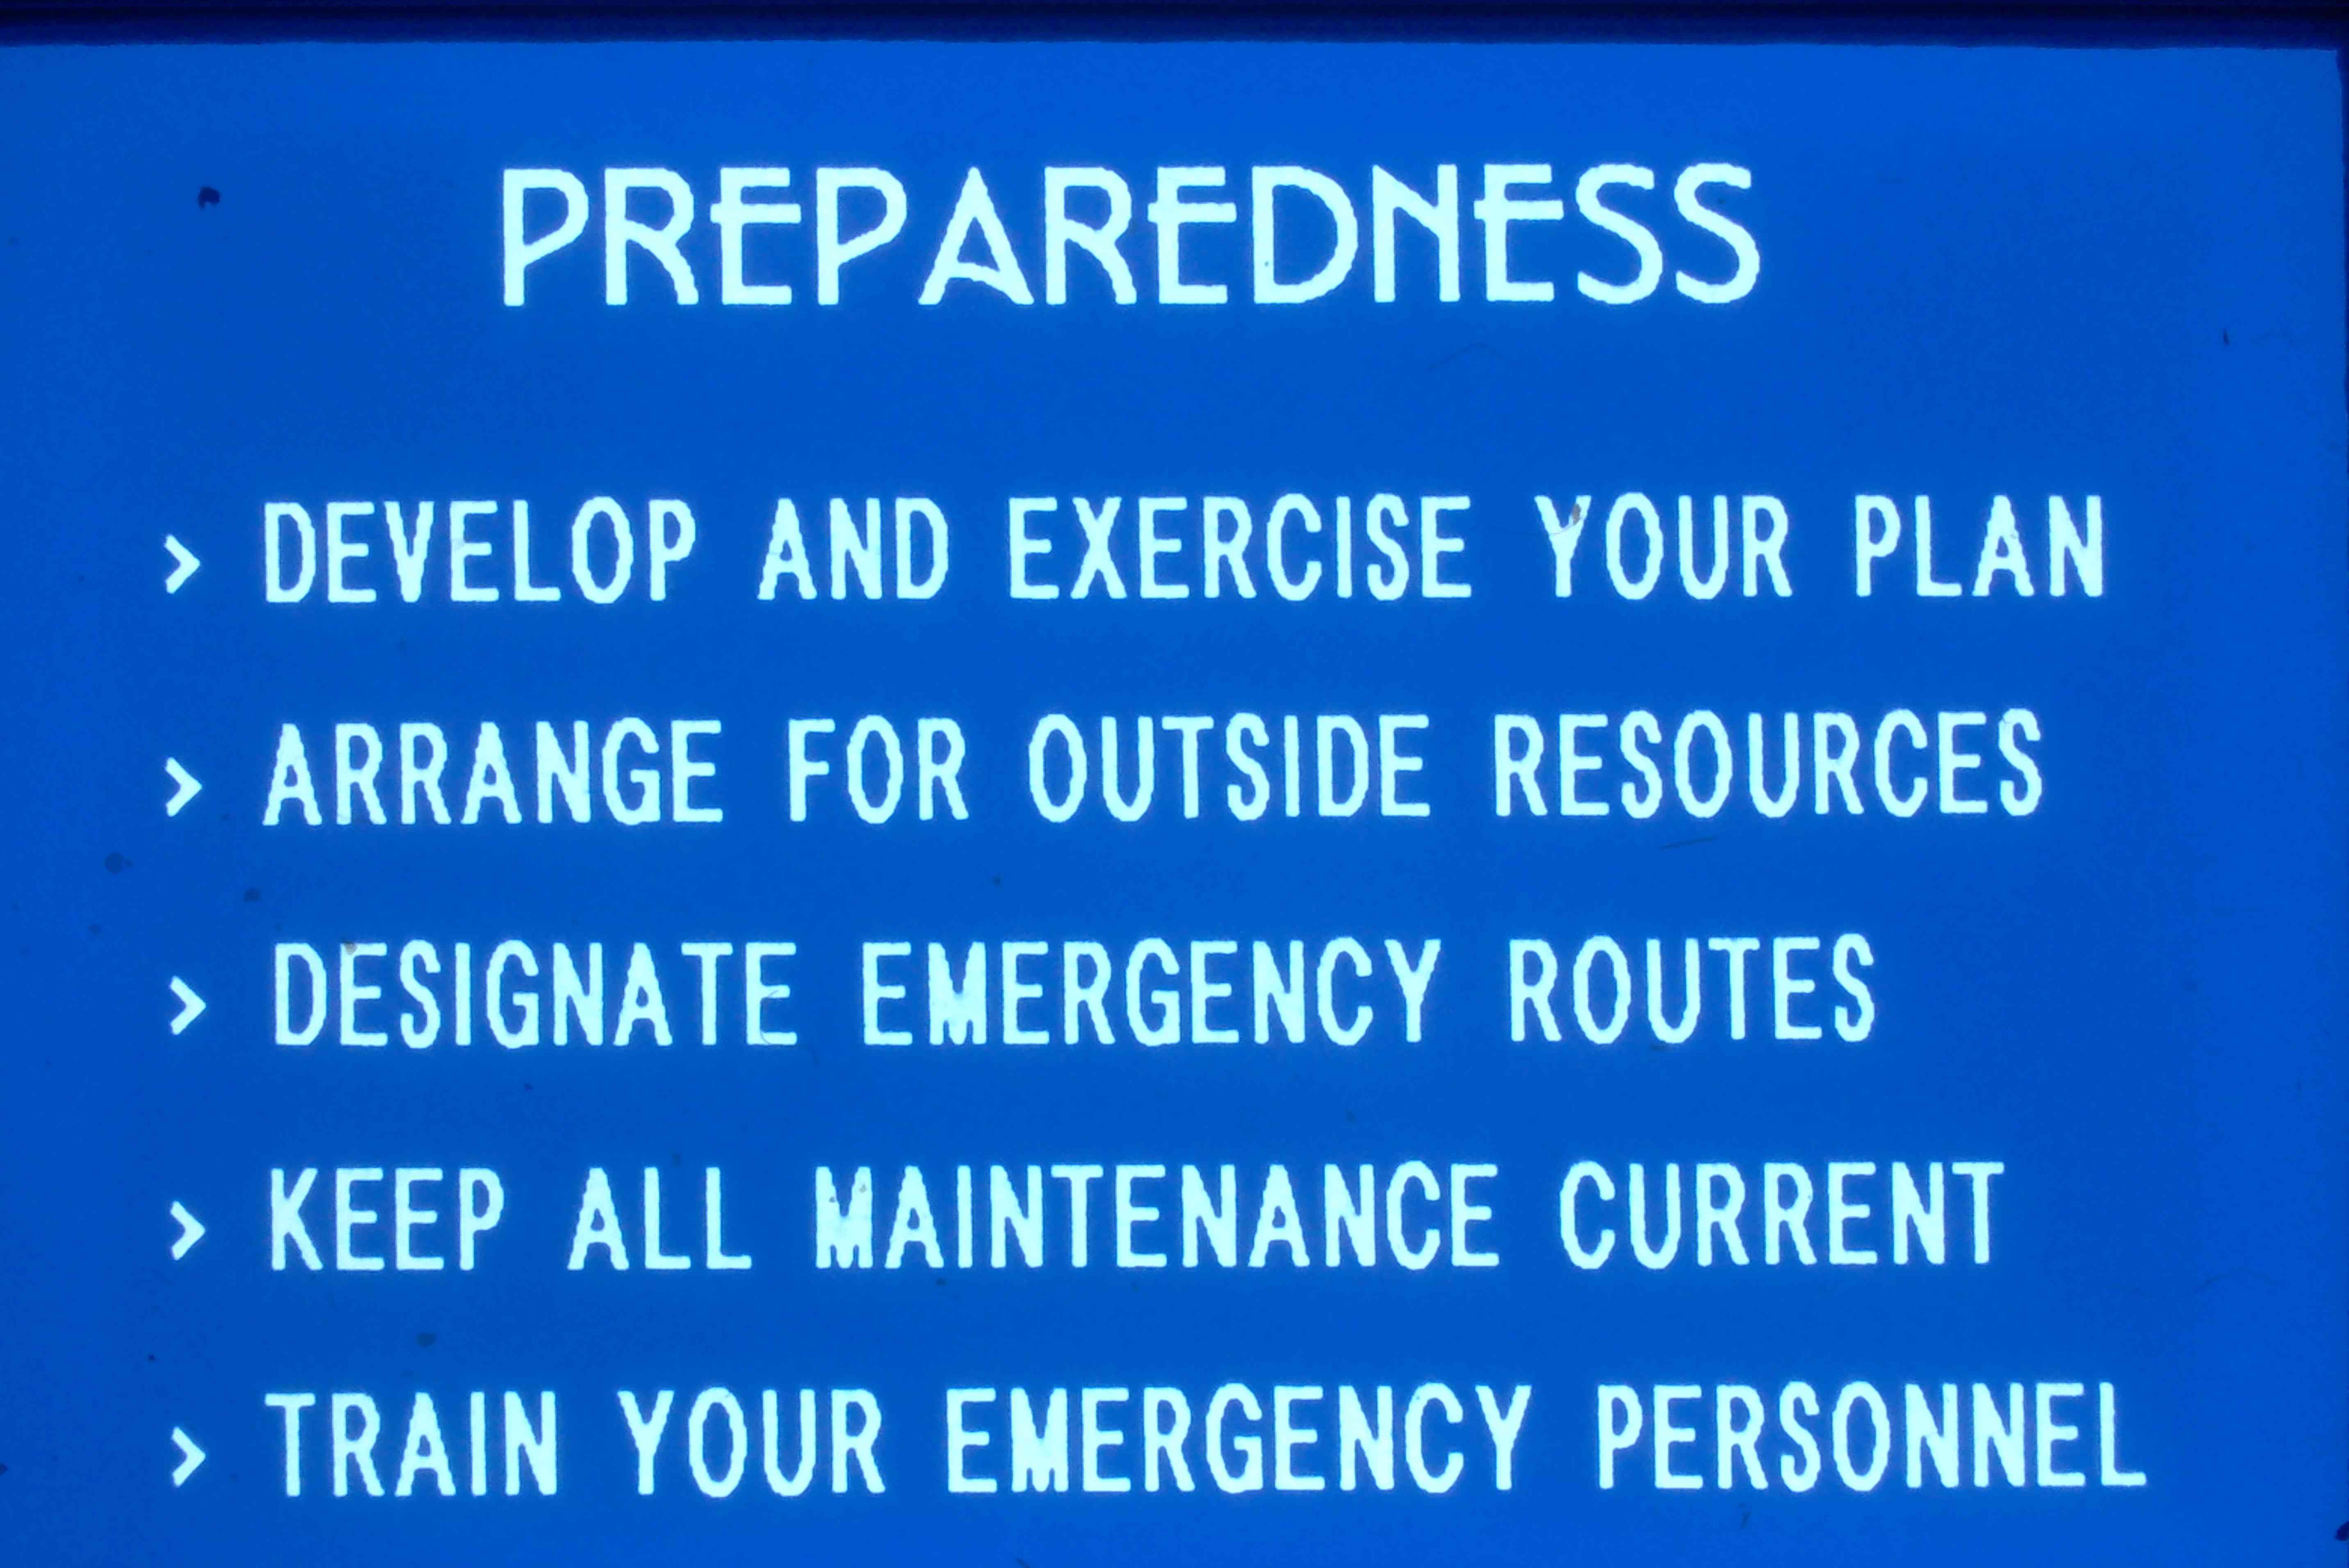 PREPAREDNESS
> DEVELOP AND EXERCISE YOUR PLAN
> ARRANGE FOR OUTSIDE RESOURCES
> DESIGNATE EMERGENCY ROUTES
> KEEP ALL MAINTENANCE CURRENT
> TRAIN YOUR EMERGENCY PERSONNEL